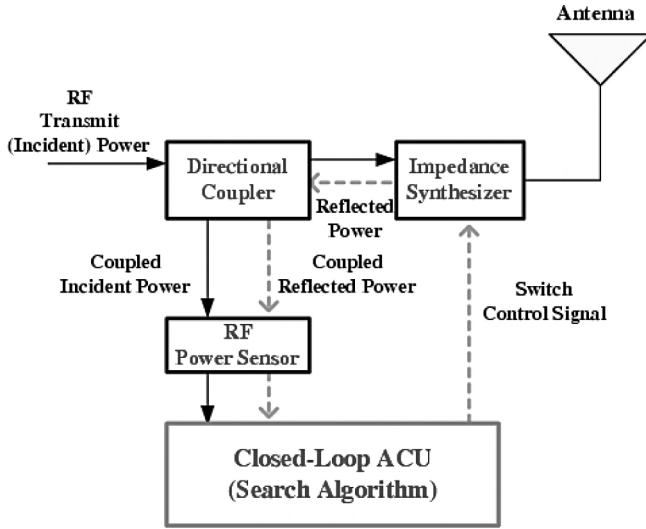 Antenna
RF
Transmit
(Incident) Power
Directional
Coupler
Impedance
Synthesizer
Reflected
Power
Coupled
Incident Power
Coupled
Reflected Power
Switch
Control Signal
RF
Power Sensor
Closed-Loop ACU
(Search Algorithm)